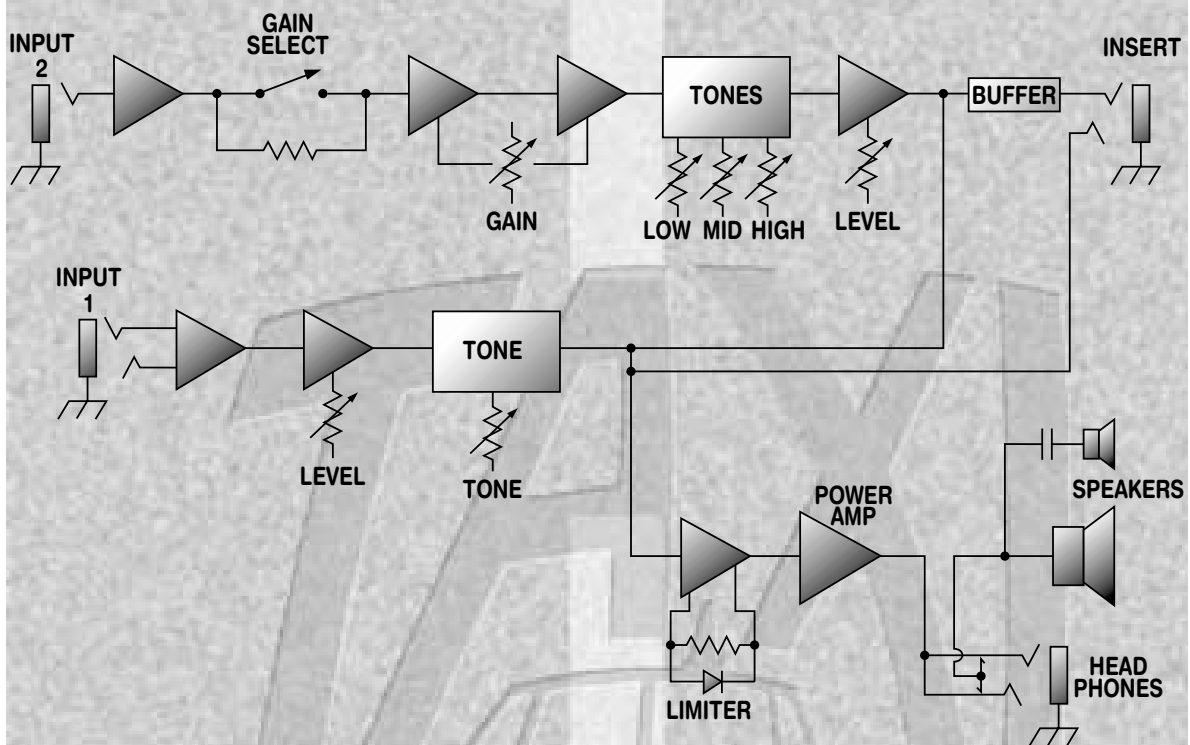 INPUT
2
GAIN
SELECT
TONES
BUFFER
INSERT
GAIN
LOW MID HIGH
LEVEL
INPUT
1
TONE
LEVEL
TONE
POWER
AMP
SPEAKERS
LIMITER
HEAD
PHONES